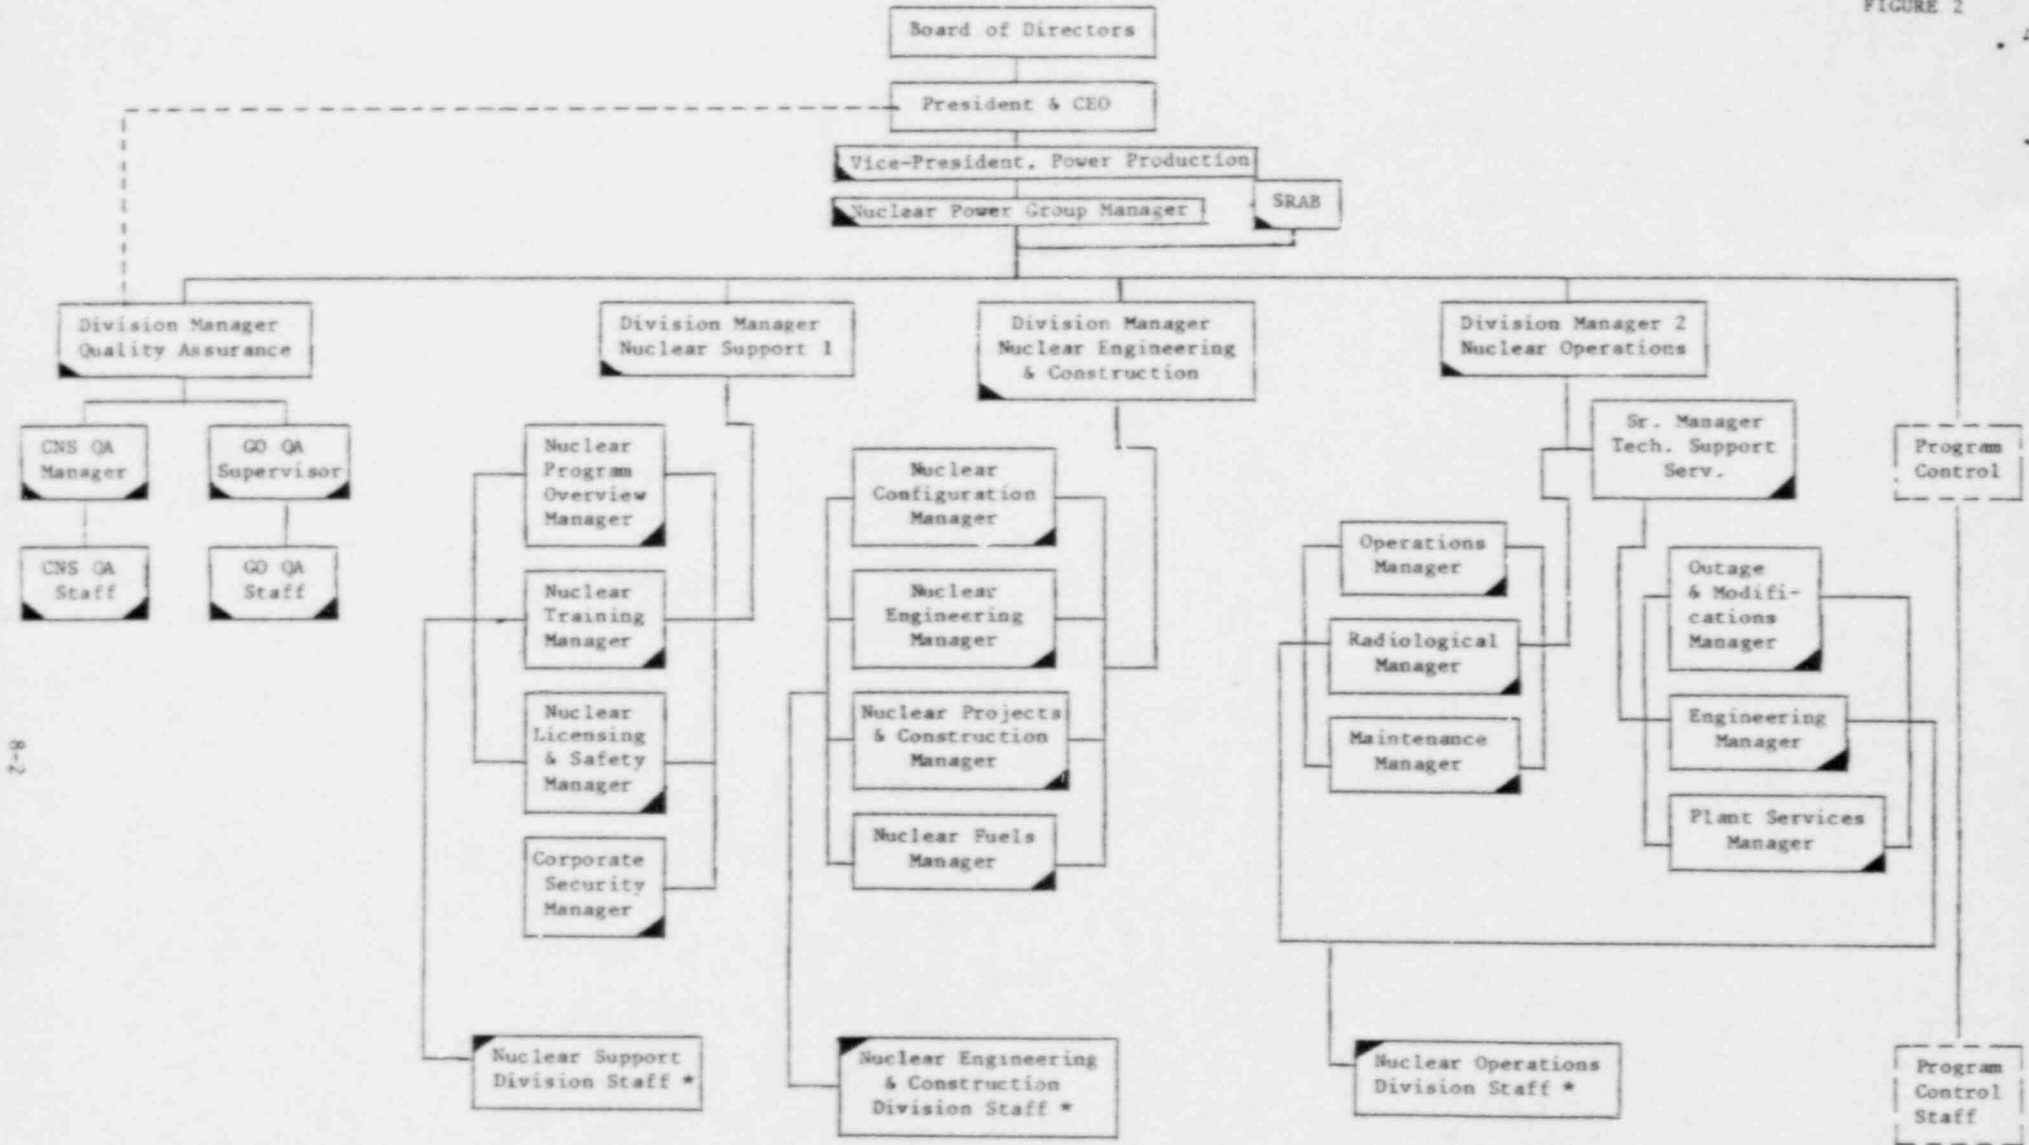 FIGURE 2
Board of Directors
President & CEO
Vice-President, Power Production
Nuclear Power Group Manager
SRAB
Division Manager
Quality Assurance
Division Manager
Nuclear Support 1
Division Manager
Nuclear Engineering
& Construction
Division Manager 2
Nuclear Operations
CNS QA
Manager
GO QA
Supervisor
CNS QA
Staff
GO QA
Staff
Nuclear
Program
Overview
Manager
Nuclear
Training
Manager
Nuclear
Licensing
& Safety
Manager
Corporate
Security
Manager
Nuclear
Configuration
Manager
Nuclear
Engineering
Manager
Nuclear Projects
& Construction
Manager
Nuclear Fuels
Manager
Sr. Manager
Tech. Support
Serv.
Operations
Manager
Radiological
Manager
Maintenance
Manager
Outage
& Modifi-
cations
Manager
Engineering
Manager
Plant Services
Manager
Program
Control
Nuclear Support
Division Staff *
Nuclear Engineering
& Construction
Division Staff *
Nuclear Operations
Division Staff *
Program
Control
Staff
8-2